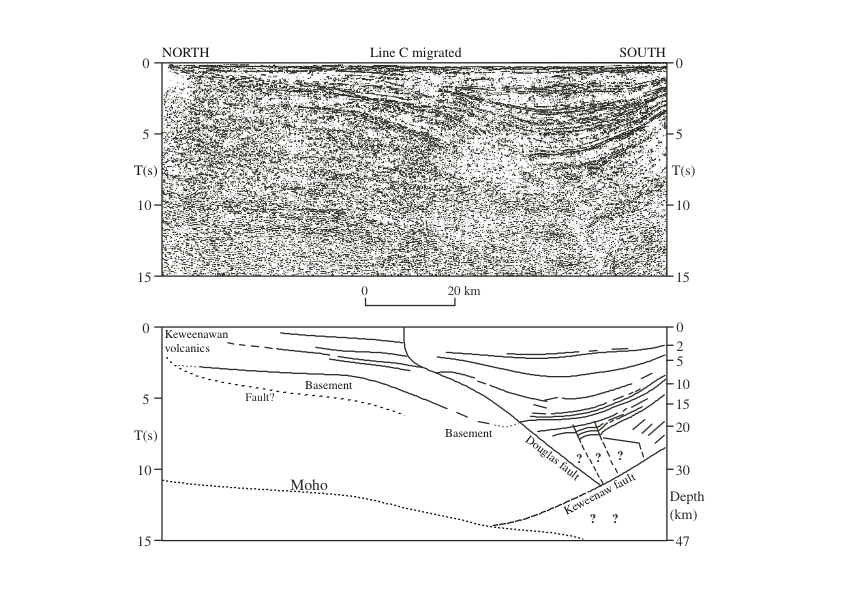 NORTH Line C migrated SOUTH
0 0
5 5
T(s) T(s)
10 10
15 15
0 20 km
0 0
Keweenawan
volcanics
2
5
Basement
10
Fault?
5
15
20
T(s)
Basement
Douglas fault
? ? ?
10
30
Moho
Keweenaw fault
Depth
(km)
? ?
15 47